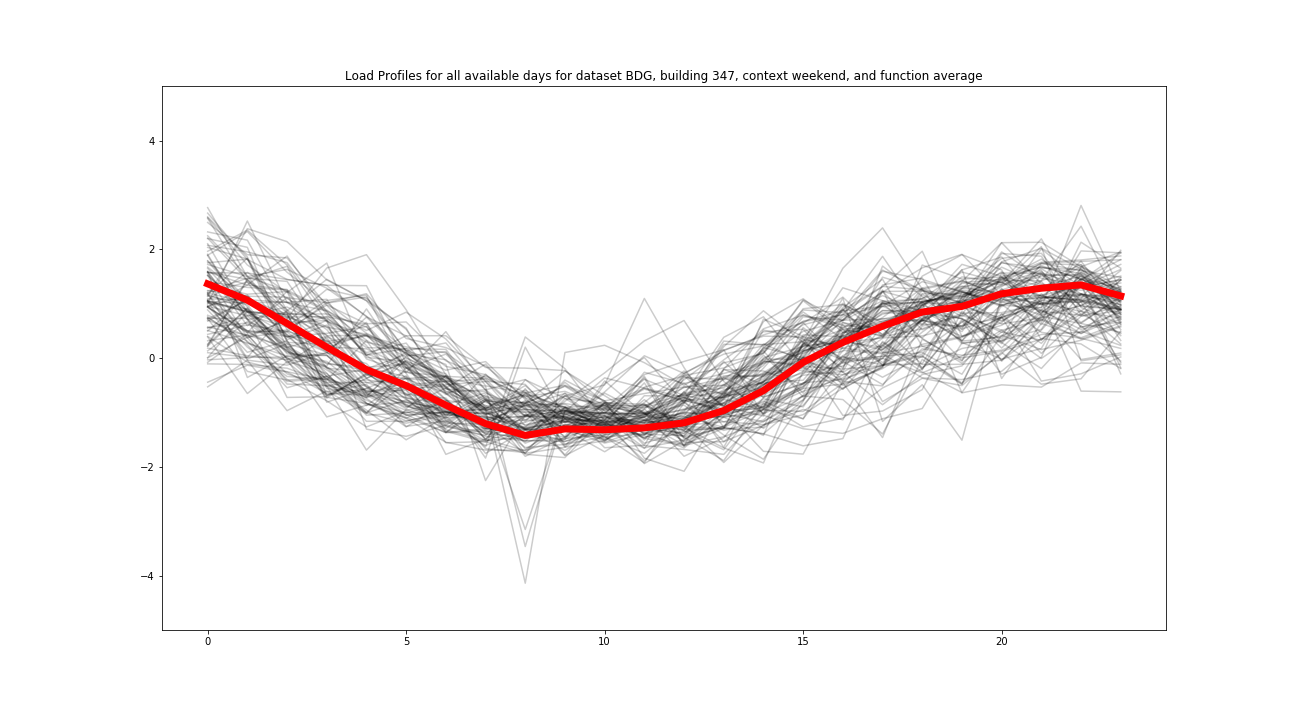 Load Profiles for all available days for dataset BDG, building 347, context weekend, and function average
4
2
0
−2
−4
0 5 10 15 20